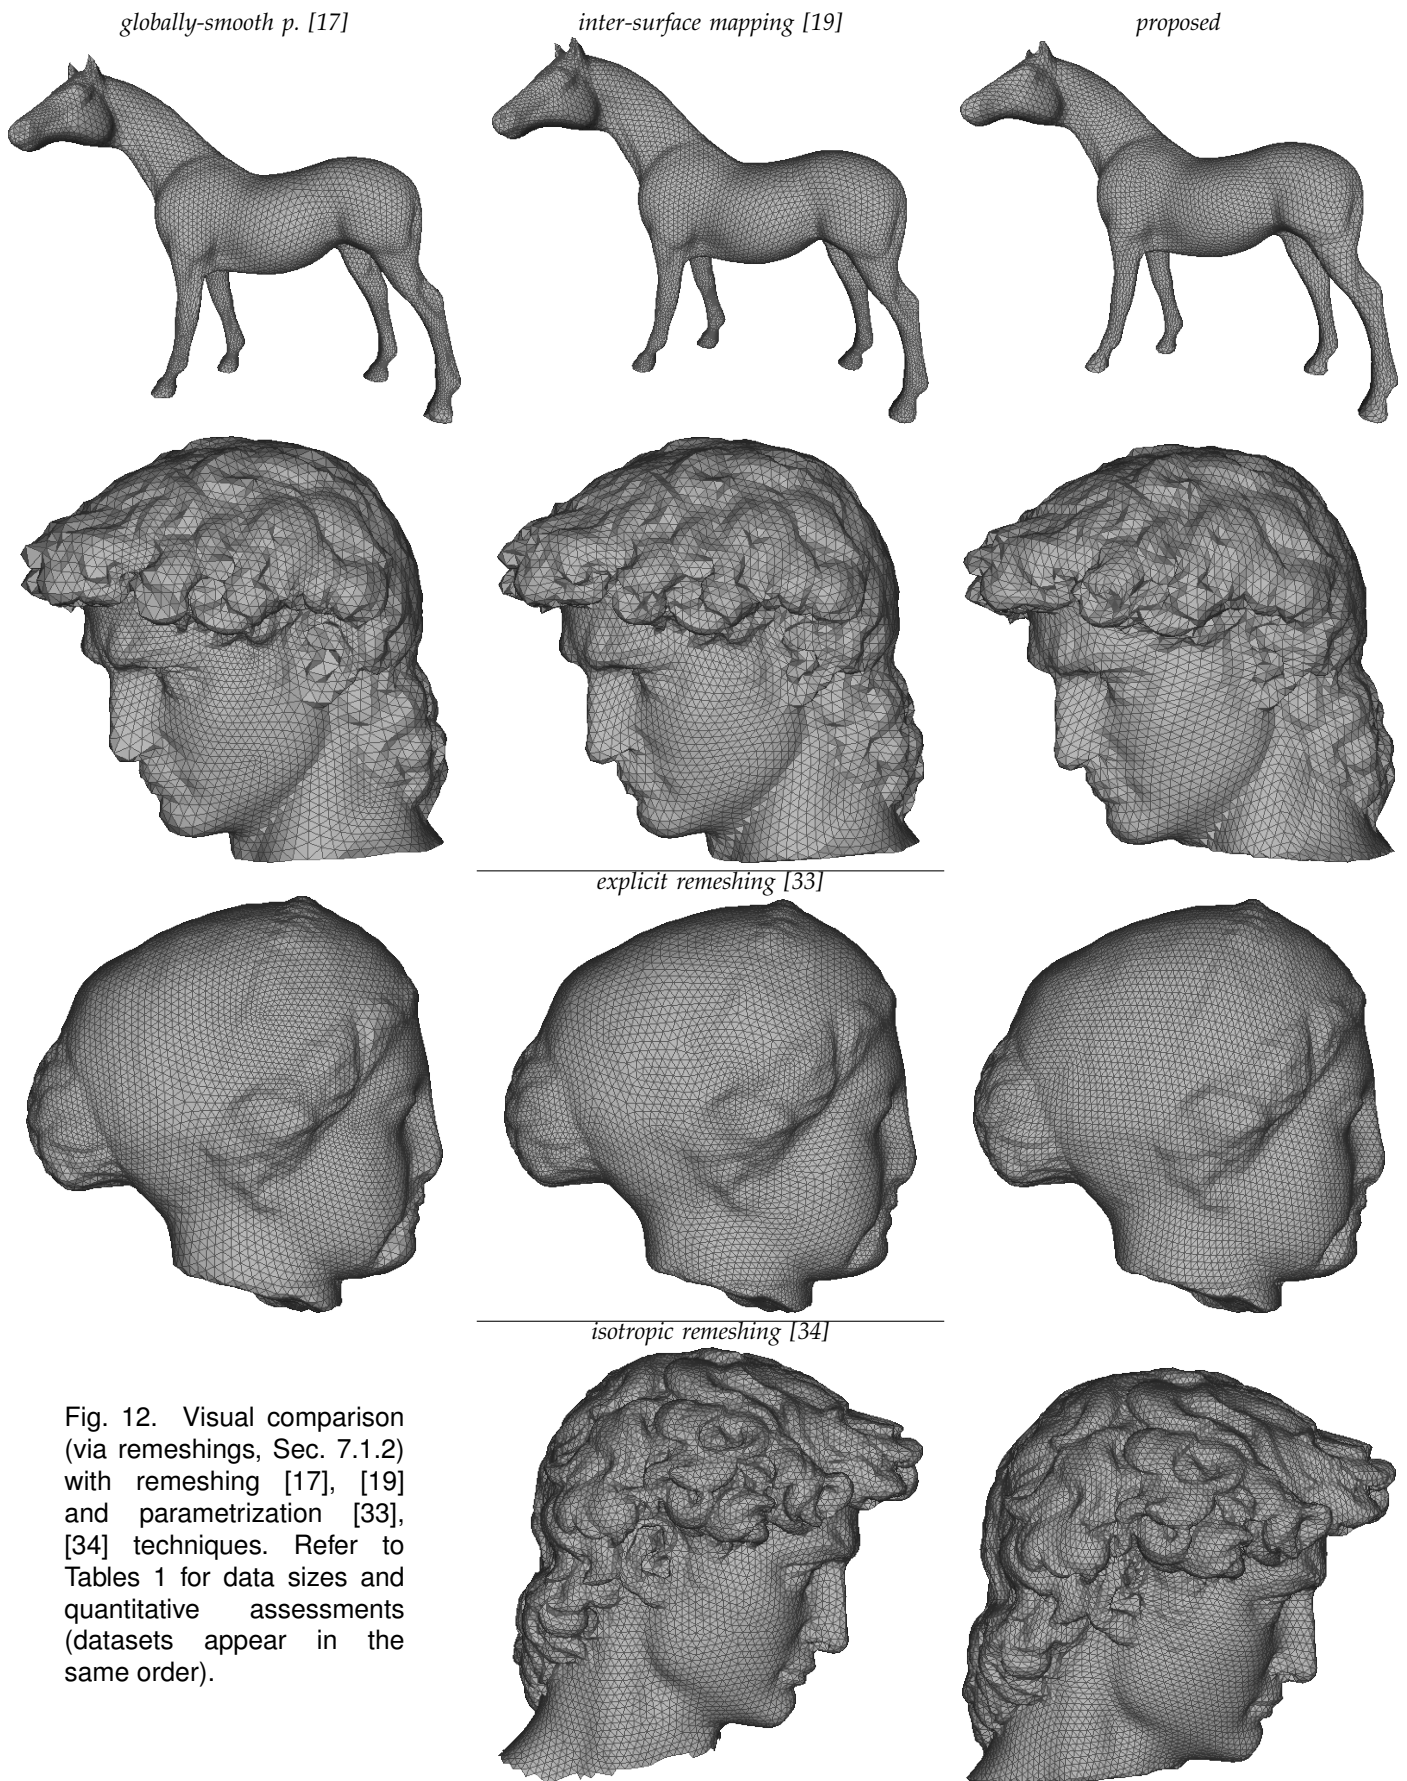 globally-smooth p. [17]
inter-surface mapping [19]
proposed
explicit remeshing [33]
isotropic remeshing [34]
Fig. 12. Visual comparison
(via remeshings, Sec. 7.1.2)
with remeshing [17], [19]
and parametrization [33],
[34] techniques. Refer to
Tables 1 for data sizes and
quantitative assessments
(datasets appear in the
same order).